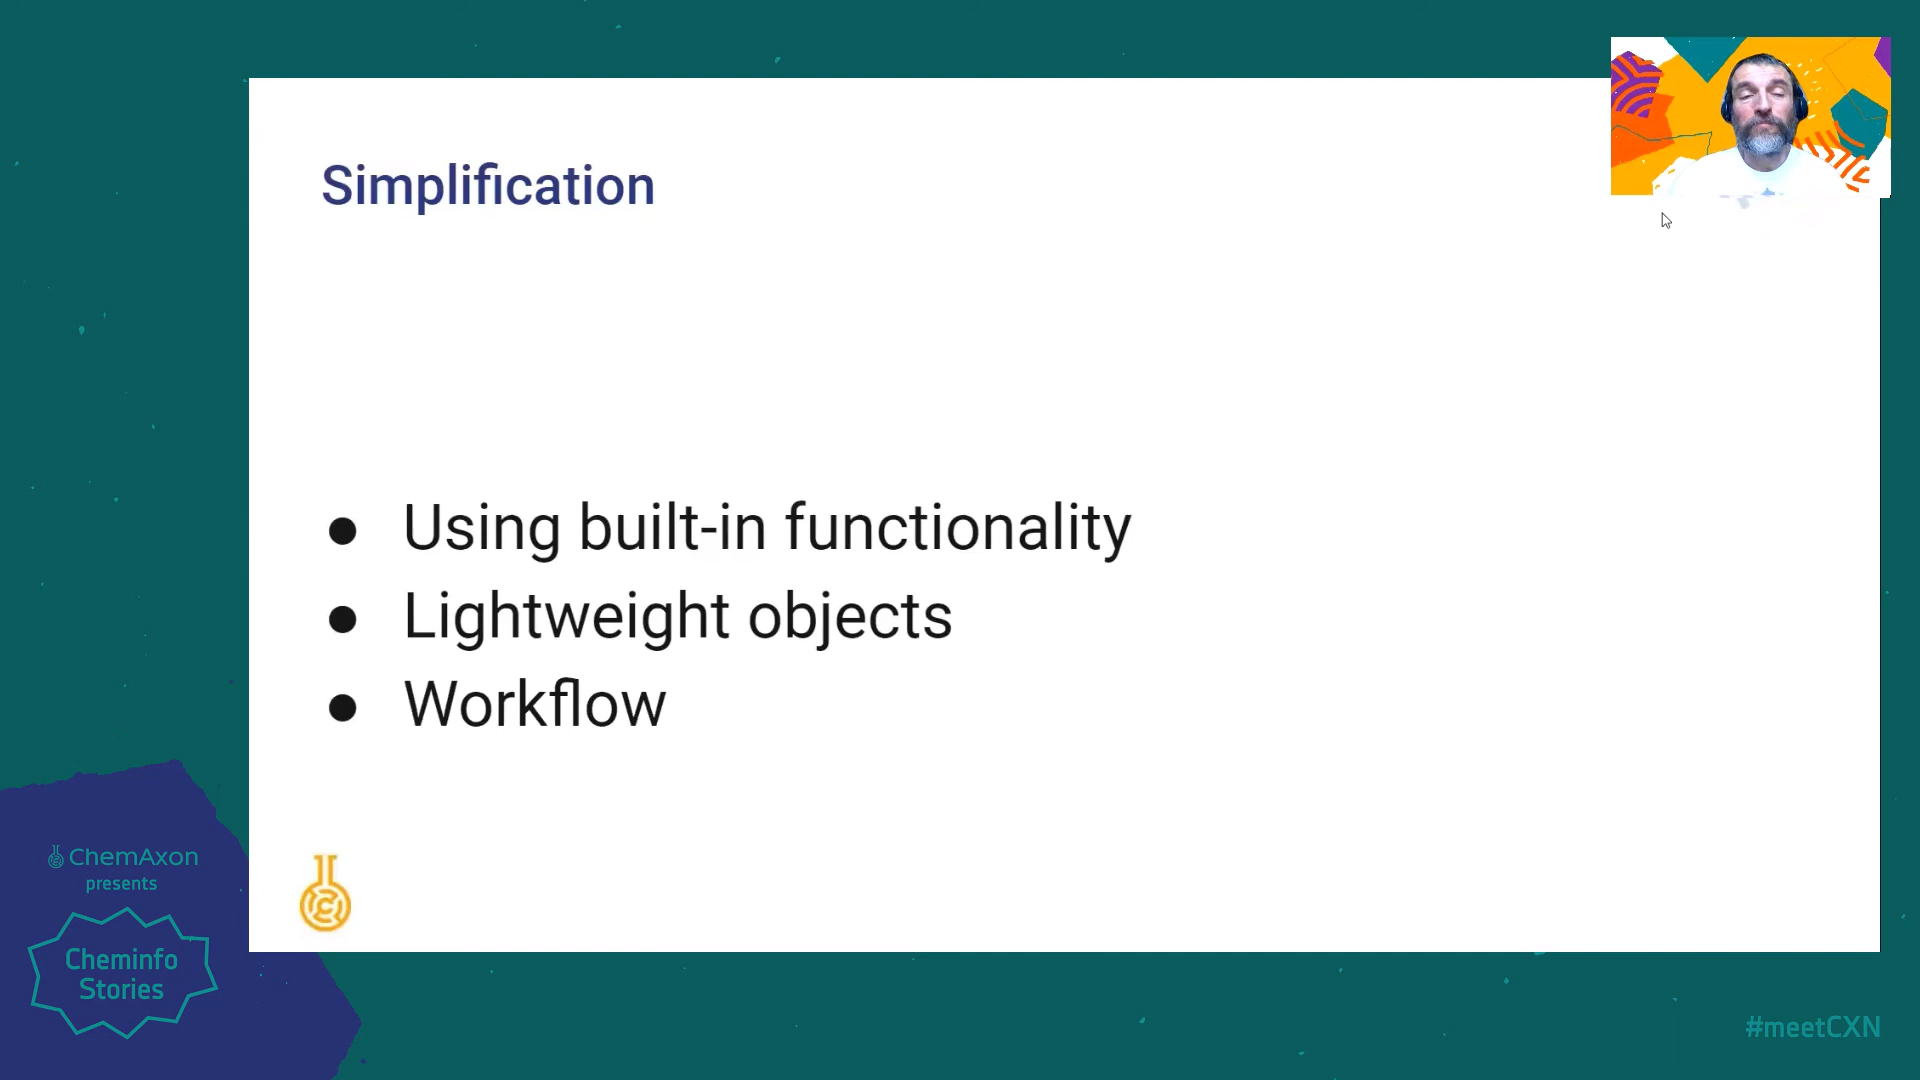 Simplification
● Using built-in functionality
● Lightweight objects
● Workflow
ChemAxon
presents
Cheminfo
Stories
#meetCXN